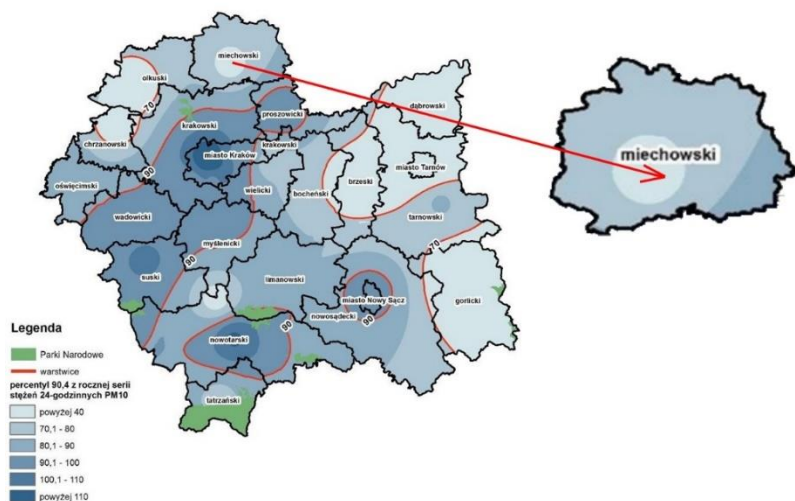 miechowski
olkuski
70
dąbrowski
proszowicki
krakowski
chrzanowski
miasto Kraków
krakowski
brzeski
miasto Tarnów
oświęcimski
90
wielicki
bocheński
wadowicki
tarnowski
myślenicki
70
90
suski
limanowski
miasto Nowy Sącz
gorlicki
nowosądecki
90
90
nowotarski
tatrzański
miechowski
Legenda
Parki Narodowe
warstwice
percentyl 90,4 z rocznej serii
stężeń 24-godzinnych PM10
powyżej 40
70,1 - 80
80,1 - 90
90,1 - 100
100,1 - 110
powyżej 110